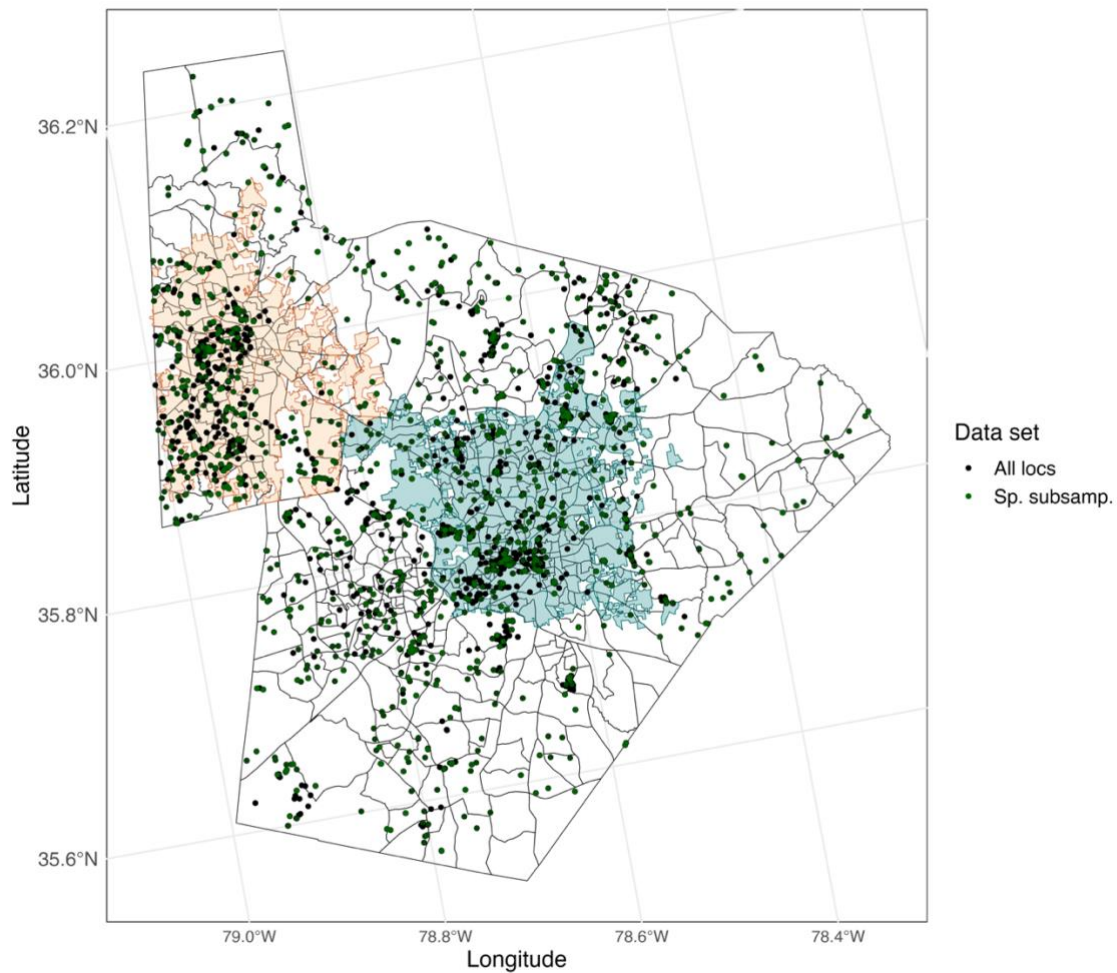 36.2°N
36.0°N
35.8°N
35.6°N
Latitude
79.0°W 78.8°W 78.6°W 78.4°W
Longitude
Data set
All locs
Sp. subsamp.